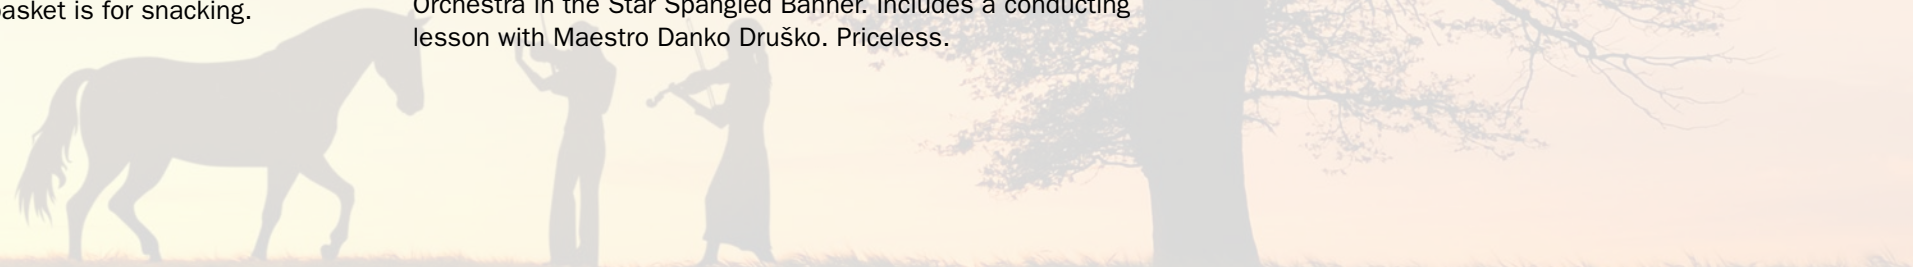 basket is for snacking.
Orchestra in the Star Spangled Banner. Includes a conducting
lesson with Maestro Danko Druško. Priceless.